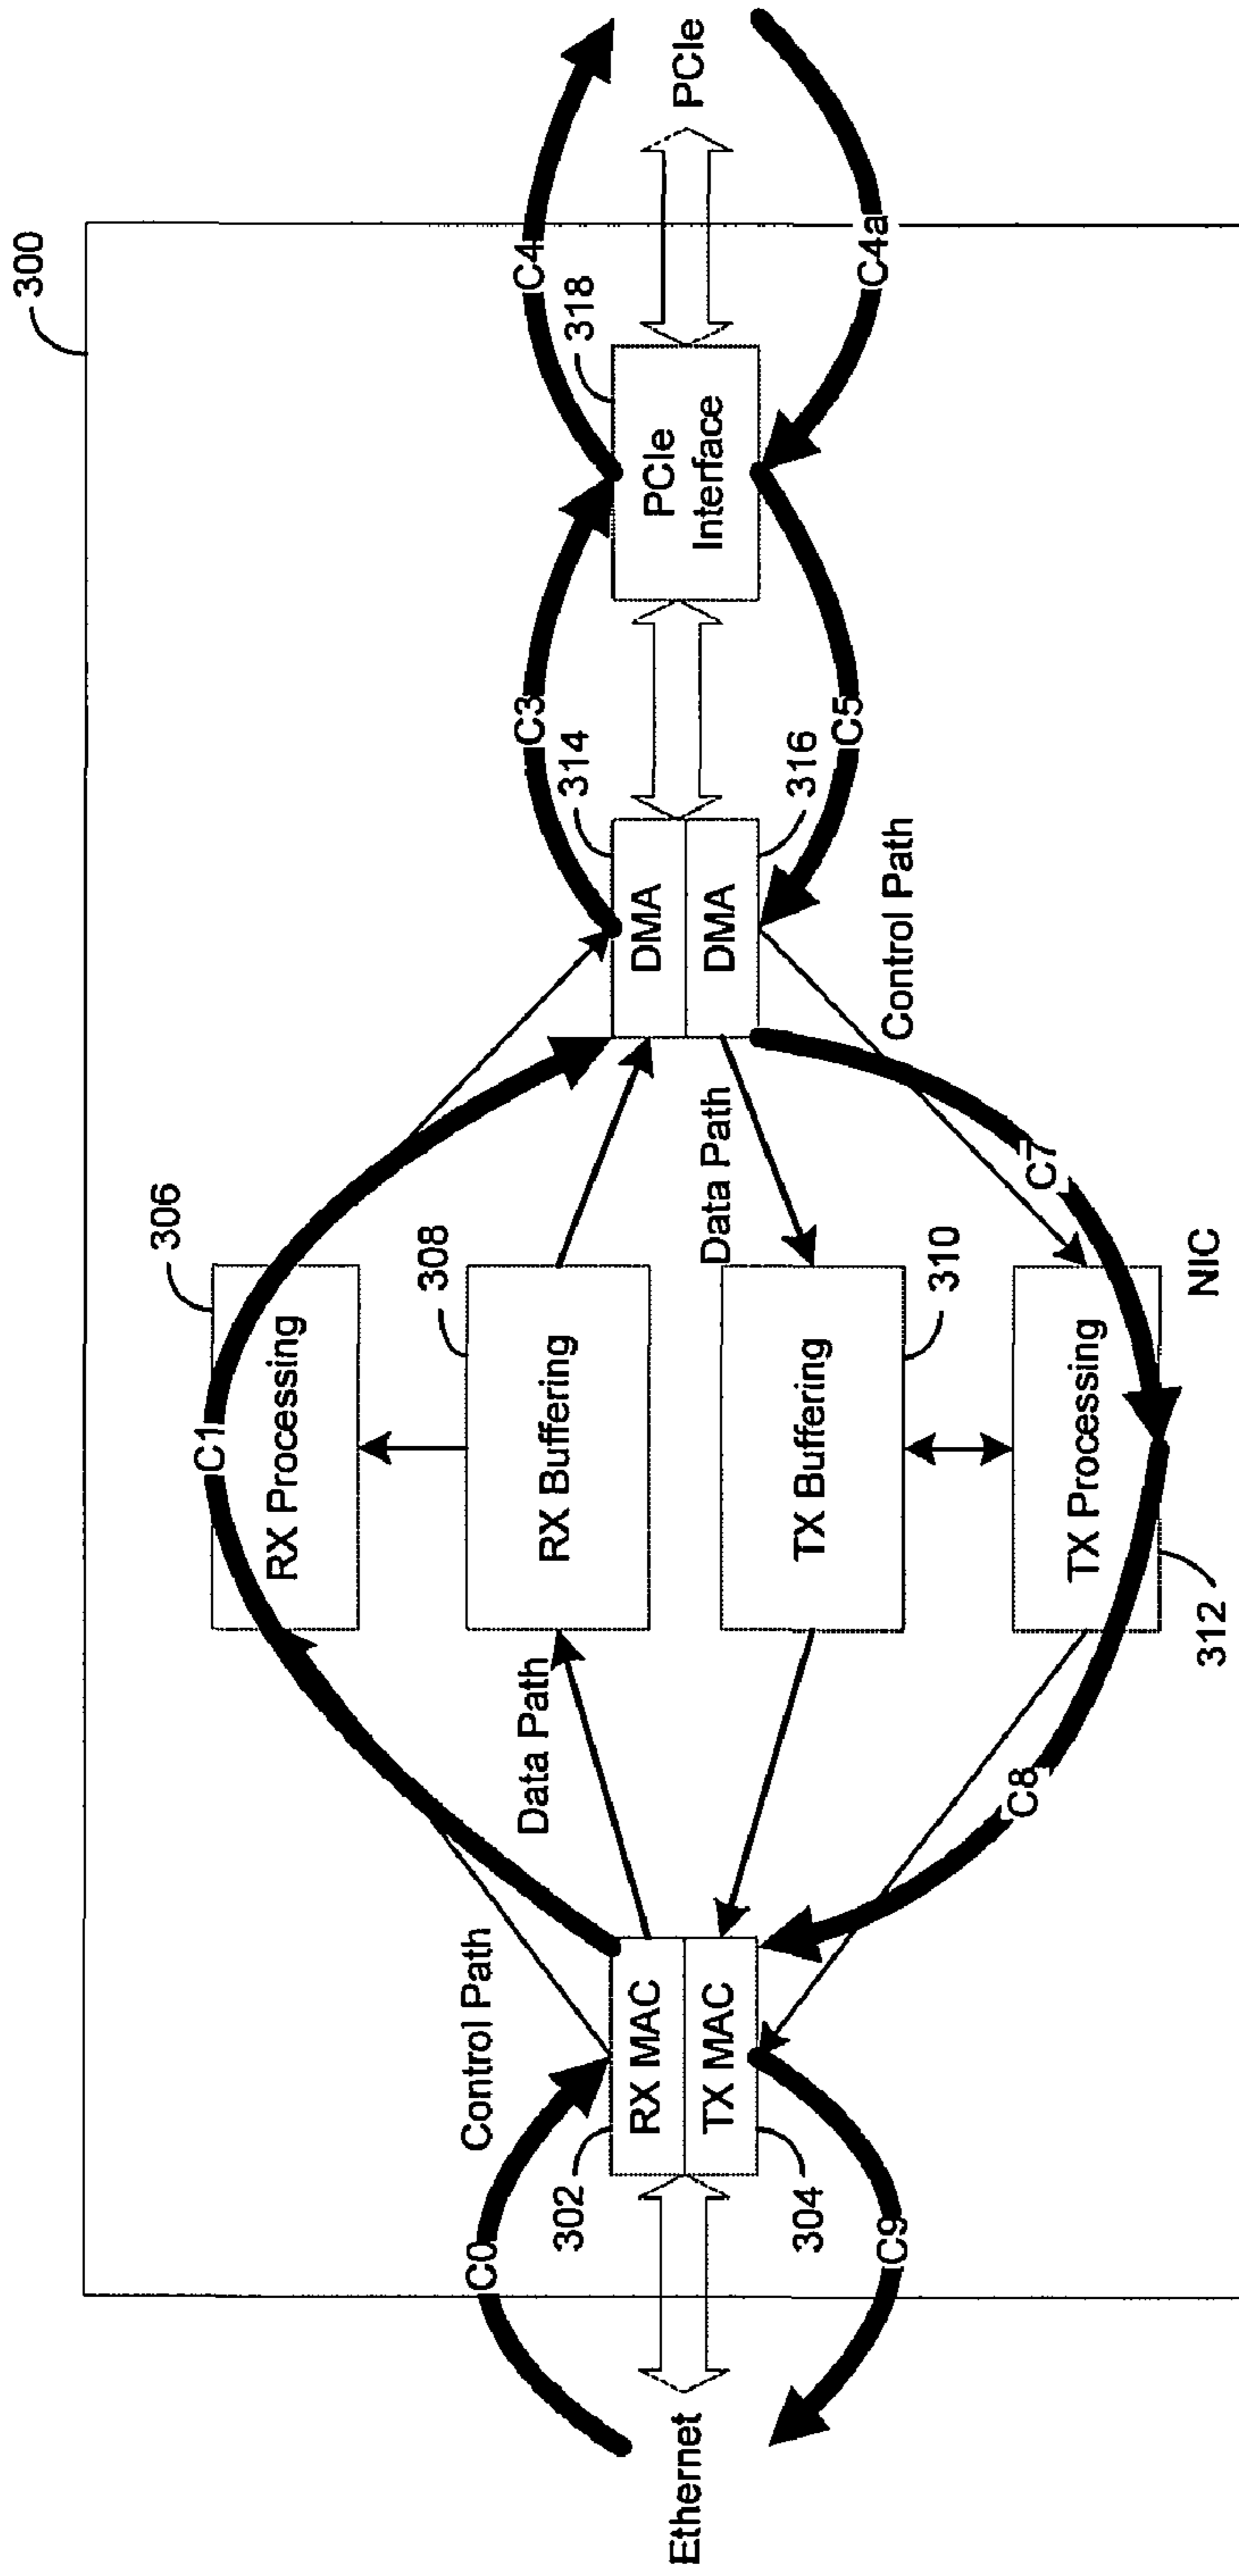 300
C0
Control Path
C1
306
C3
C4
RX Processing
302
RX MAC
Data Path
308
RX Buffering
314
DMA
318
PCIe
Interface
Ethernet
PCIe
TX MAC
304
TX Buffering
310
Data Path
DMA
316
C9
C8
TX Processing
312
C7
Control Path
C5
C4a
NIC